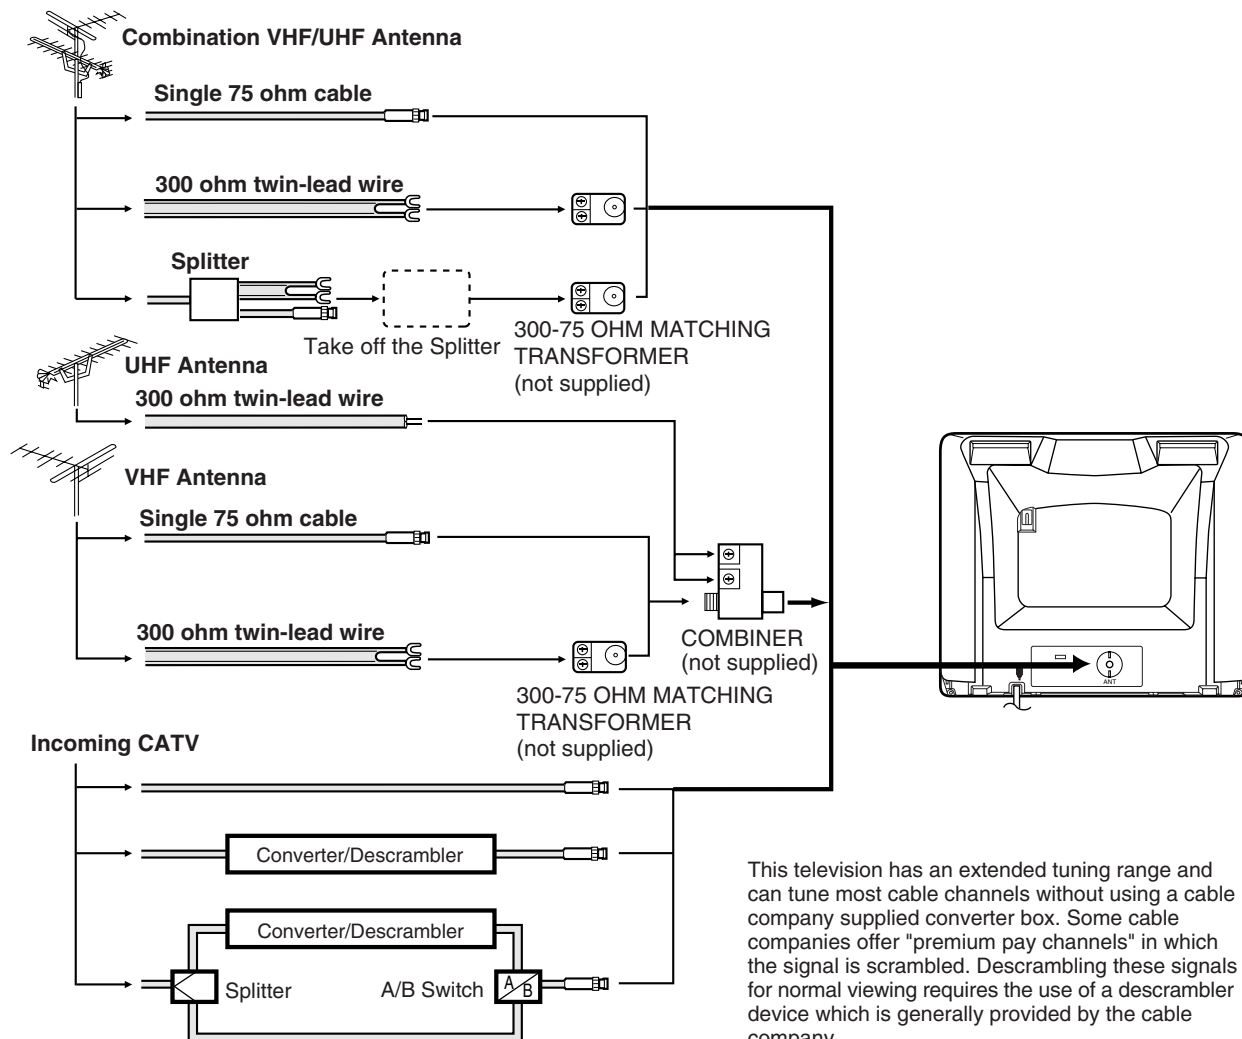 Combination VHF/UHF Antenna
Single 75 ohm cable
300 ohm twin-lead wire
Splitter
Take off the Splitter
300-75 OHM MATCHING
TRANSFORMER
(not supplied)
UHF Antenna
300 ohm twin-lead wire
VHF Antenna
Single 75 ohm cable
300 ohm twin-lead wire
COMBINER
(not supplied)
300-75 OHM MATCHING
TRANSFORMER
(not supplied)
ANT
Incoming CATV
Converter/Descrambler
Converter/Descrambler
Splitter
A/B Switch
A
B
This television has an extended tuning range and
can tune most cable channels without using a cable
company supplied converter box. Some cable
companies offer "premium pay channels" in which
the signal is scrambled. Descrambling these signals
for normal viewing requires the use of a descrambler
device which is generally provided by the cable
company.